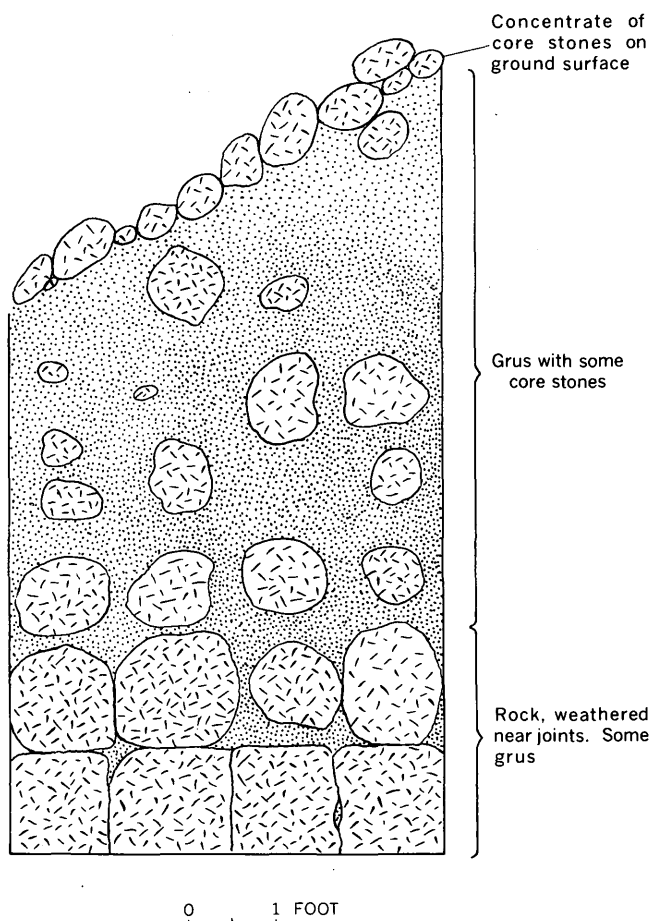 Concentrate of
core stones on
ground surface
Grus with some
core stones
Rock, weathered
near joints. Some
grus
0 1 FOOT